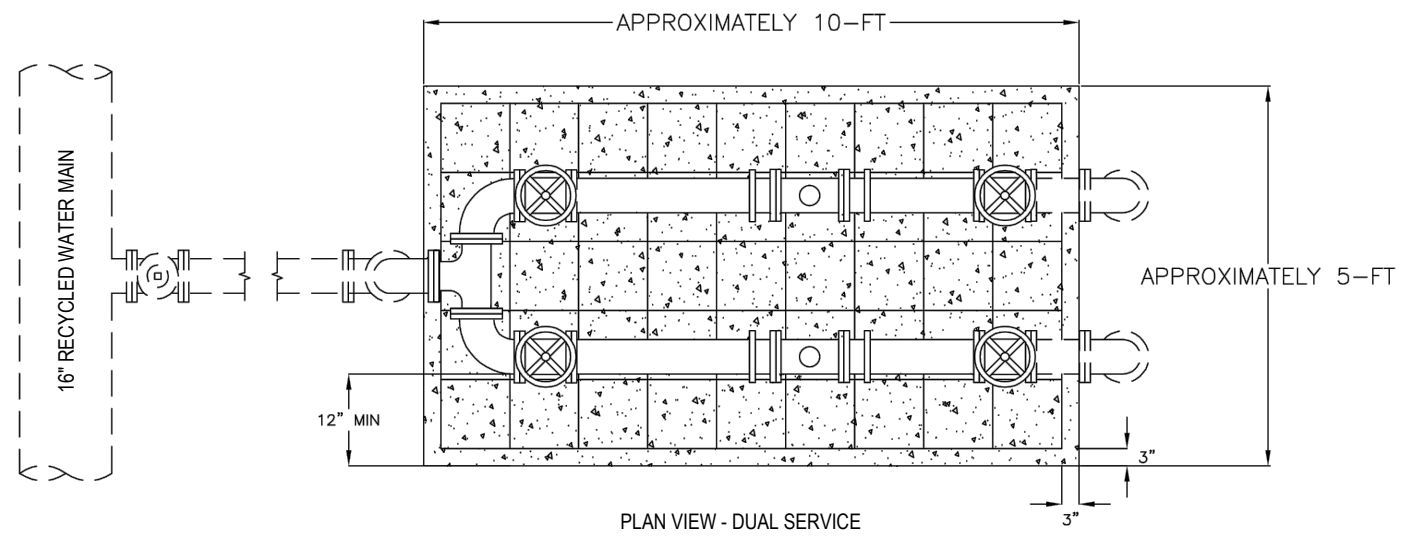 APPROXIMATELY 10-FT
16" RECYCLED WATER MAIN
APPROXIMATELY 5-FT
12" MIN
3"
3"
PLAN VIEW - DUAL SERVICE